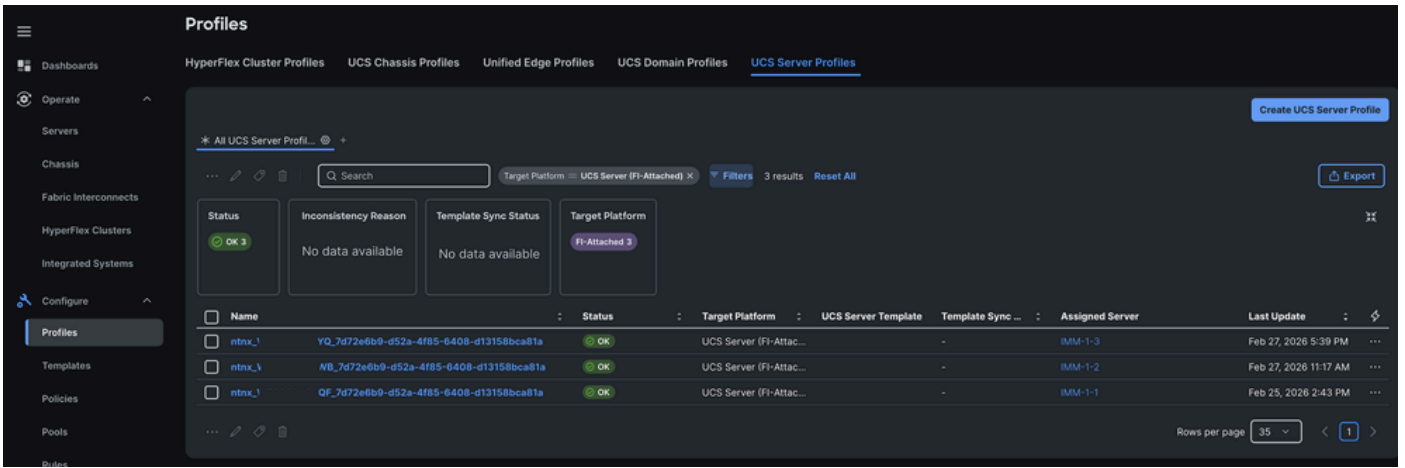 Profiles
HyperFlex Cluster Profiles UCS Chassis Profiles Unified Edge Profiles UCS Domain Profiles UCS Server Profiles
Dashboards
Operate
Servers
Chassis
Fabric Interconnects
HyperFlex Clusters
Integrated Systems
Configure
Profiles
Templates
Policies
Pools
Rules
Create UCS Server Profile
All UCS Server Profil... +
... Search Target Platform = UCS Server (FI-Attached) × Filters 3 results Reset All Export
Status Inconsistency Reason Template Sync Status Target Platform
OK 3 No data available No data available FI-Attached 3
Name Status Target Platform UCS Server Template Template Sync ... Assigned Server Last Update
ntnx_ YQ_7d72e6b9-d52a-4f85-6408-d13158bca81a OK UCS Server (FI-Attac... - IMM-1-3 Feb 27, 2026 5:39 PM ...
ntnx_ NB_7d72e6b9-d52a-4f85-6408-d13158bca81a OK UCS Server (FI-Attac... - IMM-1-2 Feb 27, 2026 11:17 AM ...
ntnx_ QF_7d72e6b9-d52a-4f85-6408-d13158bca81a OK UCS Server (FI-Attac... - IMM-1-1 Feb 25, 2026 2:43 PM ...
... Rows per page 35 < 1 >